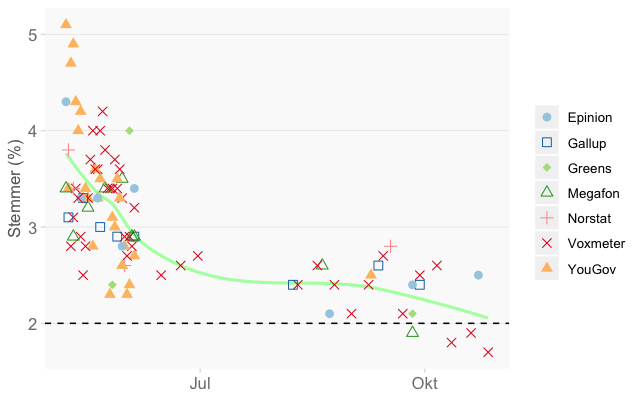 5
4
3
2
Stemmer (%)
Jul
Okt
Epinion
Gallup
Greens
Megafon
Norstat
Voxmeter
YouGov